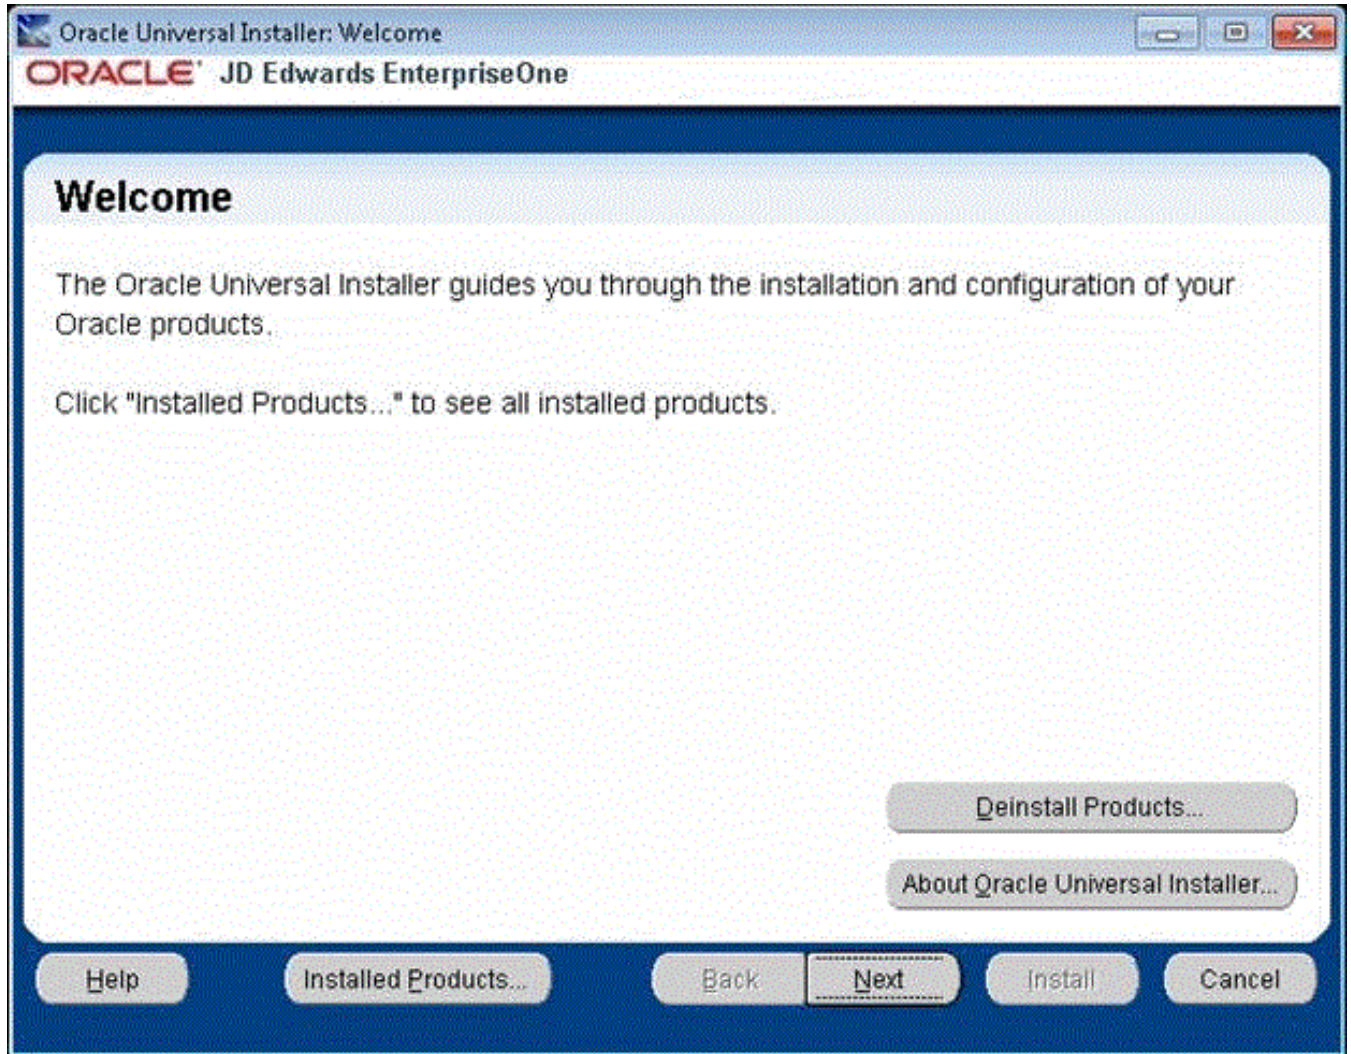 Oracle Universal Installer: Welcome
ORACLE' JD Edwards EnterpriseOne
Welcome
The Oracle Universal Installer guides you through the installation and configuration of your
Oracle products.
Click "Installed Products..." to see all installed products.
Deinstall Products...
About Oracle Universal Installer...
Help Installed Products... Back Next Install Cancel